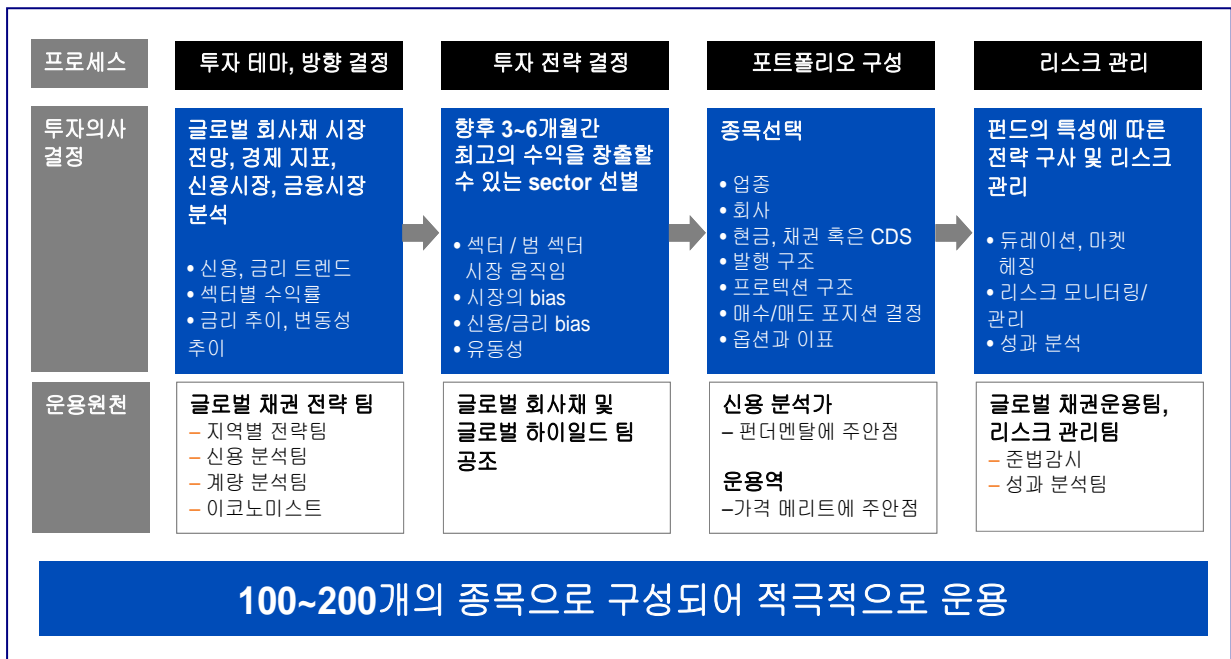 프로세스
투자 테마, 방향 결정
투자 전략 결정
포트폴리오 구성
리스크 관리
투자의사
결정
글로벌 회사채 시장
전망, 경제 지표,
신용시장, 금융시장
분석
• 신용, 금리 트렌드
• 섹터별 수익률
• 금리 추이, 변동성
추이
향후 3~6개월간
최고의 수익을 창출할
수 있는 sector 선별
• 섹터 / 범 섹터
시장 움직임
• 시장의 bias
• 신용/금리 bias
• 유동성
종목선택
• 업종
• 회사
• 현금, 채권 혹은 CDS
• 발행 구조
• 프로텍션 구조
• 매수/매도 포지션 결정
• 옵션과 이표
펀드의 특성에 따른
전략 구사 및 리스크
관리
• 듀레이션, 마켓
헤징
• 리스크 모니터링/
관리
• 성과 분석
운용원천
글로벌 채권 전략 팀
– 지역별 전략팀
– 신용 분석팀
– 계량 분석팀
– 이코노미스트
글로벌 회사채 및
글로벌 하이일드 팀
공조
신용 분석가
– 펀더멘탈에 주안점
운용역
–가격 메리트에 주안점
글로벌 채권운용팀,
리스크 관리팀
– 준법감시
– 성과 분석팀
100~200개의 종목으로 구성되어 적극적으로 운용